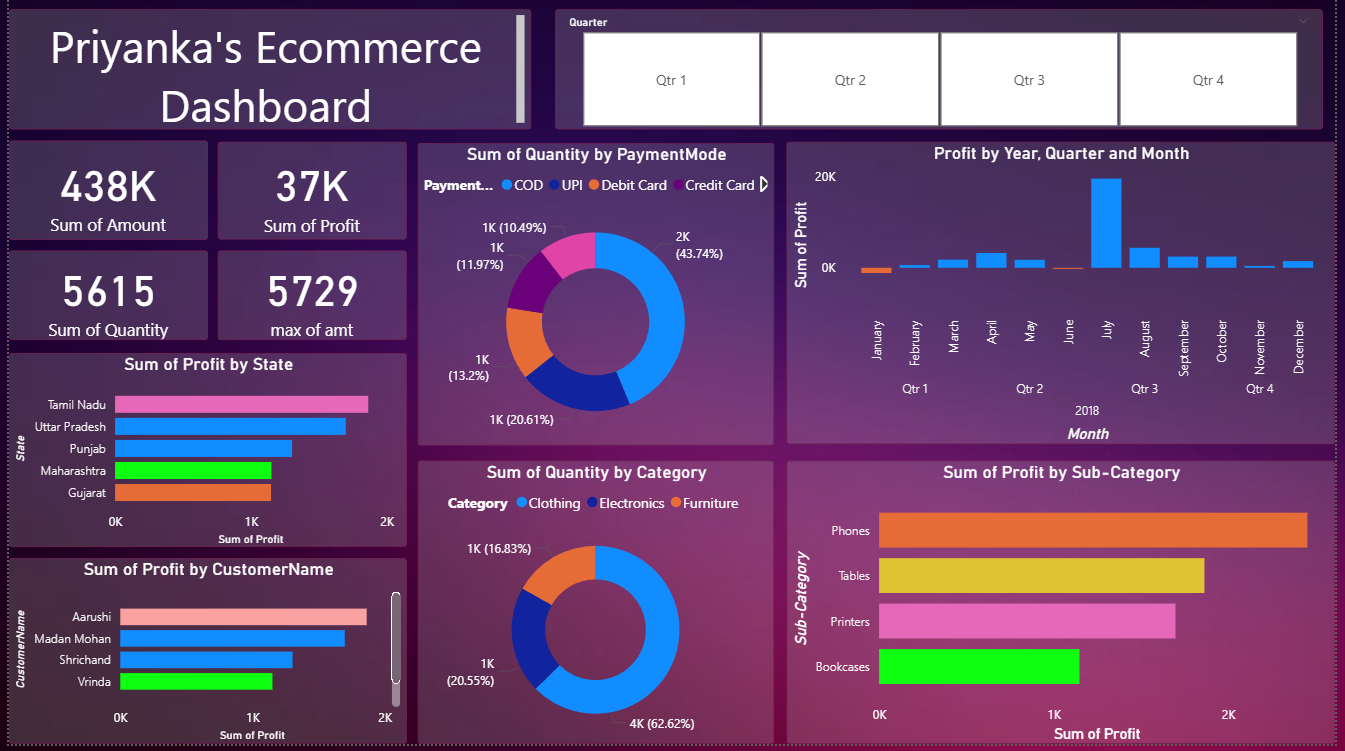 Priyanka's Ecommerce
Dashboard
Quarter
Qtr 1
Qtr 2
Qtr 3
Qtr 4
438K
Sum of Amount
37K
Sum of Profit
5615
Sum of Quantity
5729
max of amt
Sum of Quantity by PaymentMode
Payment... COD UPI Debit Card Credit Card
1K (10.49%)
2K
(43.74%)
1K
(11.97%)
1K
(13.2%)
1K (20.61%)
Profit by Year, Quarter and Month
Sum of Profit
20K
0K
January
February
March
April
May
June
July
August
September
October
November
December
Qtr 1
Qtr 2
Qtr 3
Qtr 4
2018
Month
Sum of Profit by State
State
Tamil Nadu
Uttar Pradesh
Punjab
Maharashtra
Gujarat
0K
1K
2K
Sum of Profit
Sum of Profit by CustomerName
CustomerName
Aarushi
Madan Mohan
Shrichand
Vrinda
0K
1K
2K
Sum of Profit
Sum of Quantity by Category
Category Clothing Electronics Furniture
1K (16.83%)
1K
(20.55%)
4K (62.62%)
Sum of Profit by Sub-Category
Sub-Category
Phones
Tables
Printers
Bookcases
0K
1K
2K
Sum of Profit